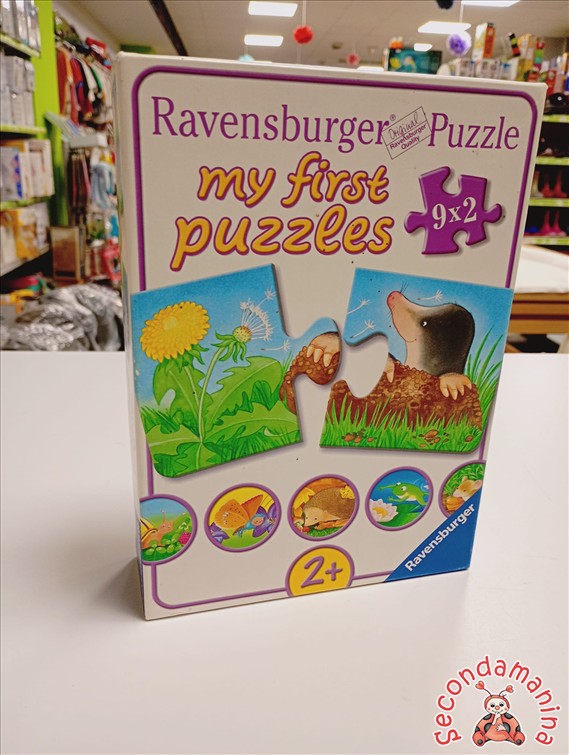 Ravensburger® Puzzle
Original
Ravensburger
Quality
my first
puzzles
9x2
2+
Ravensburger
Secondamanina